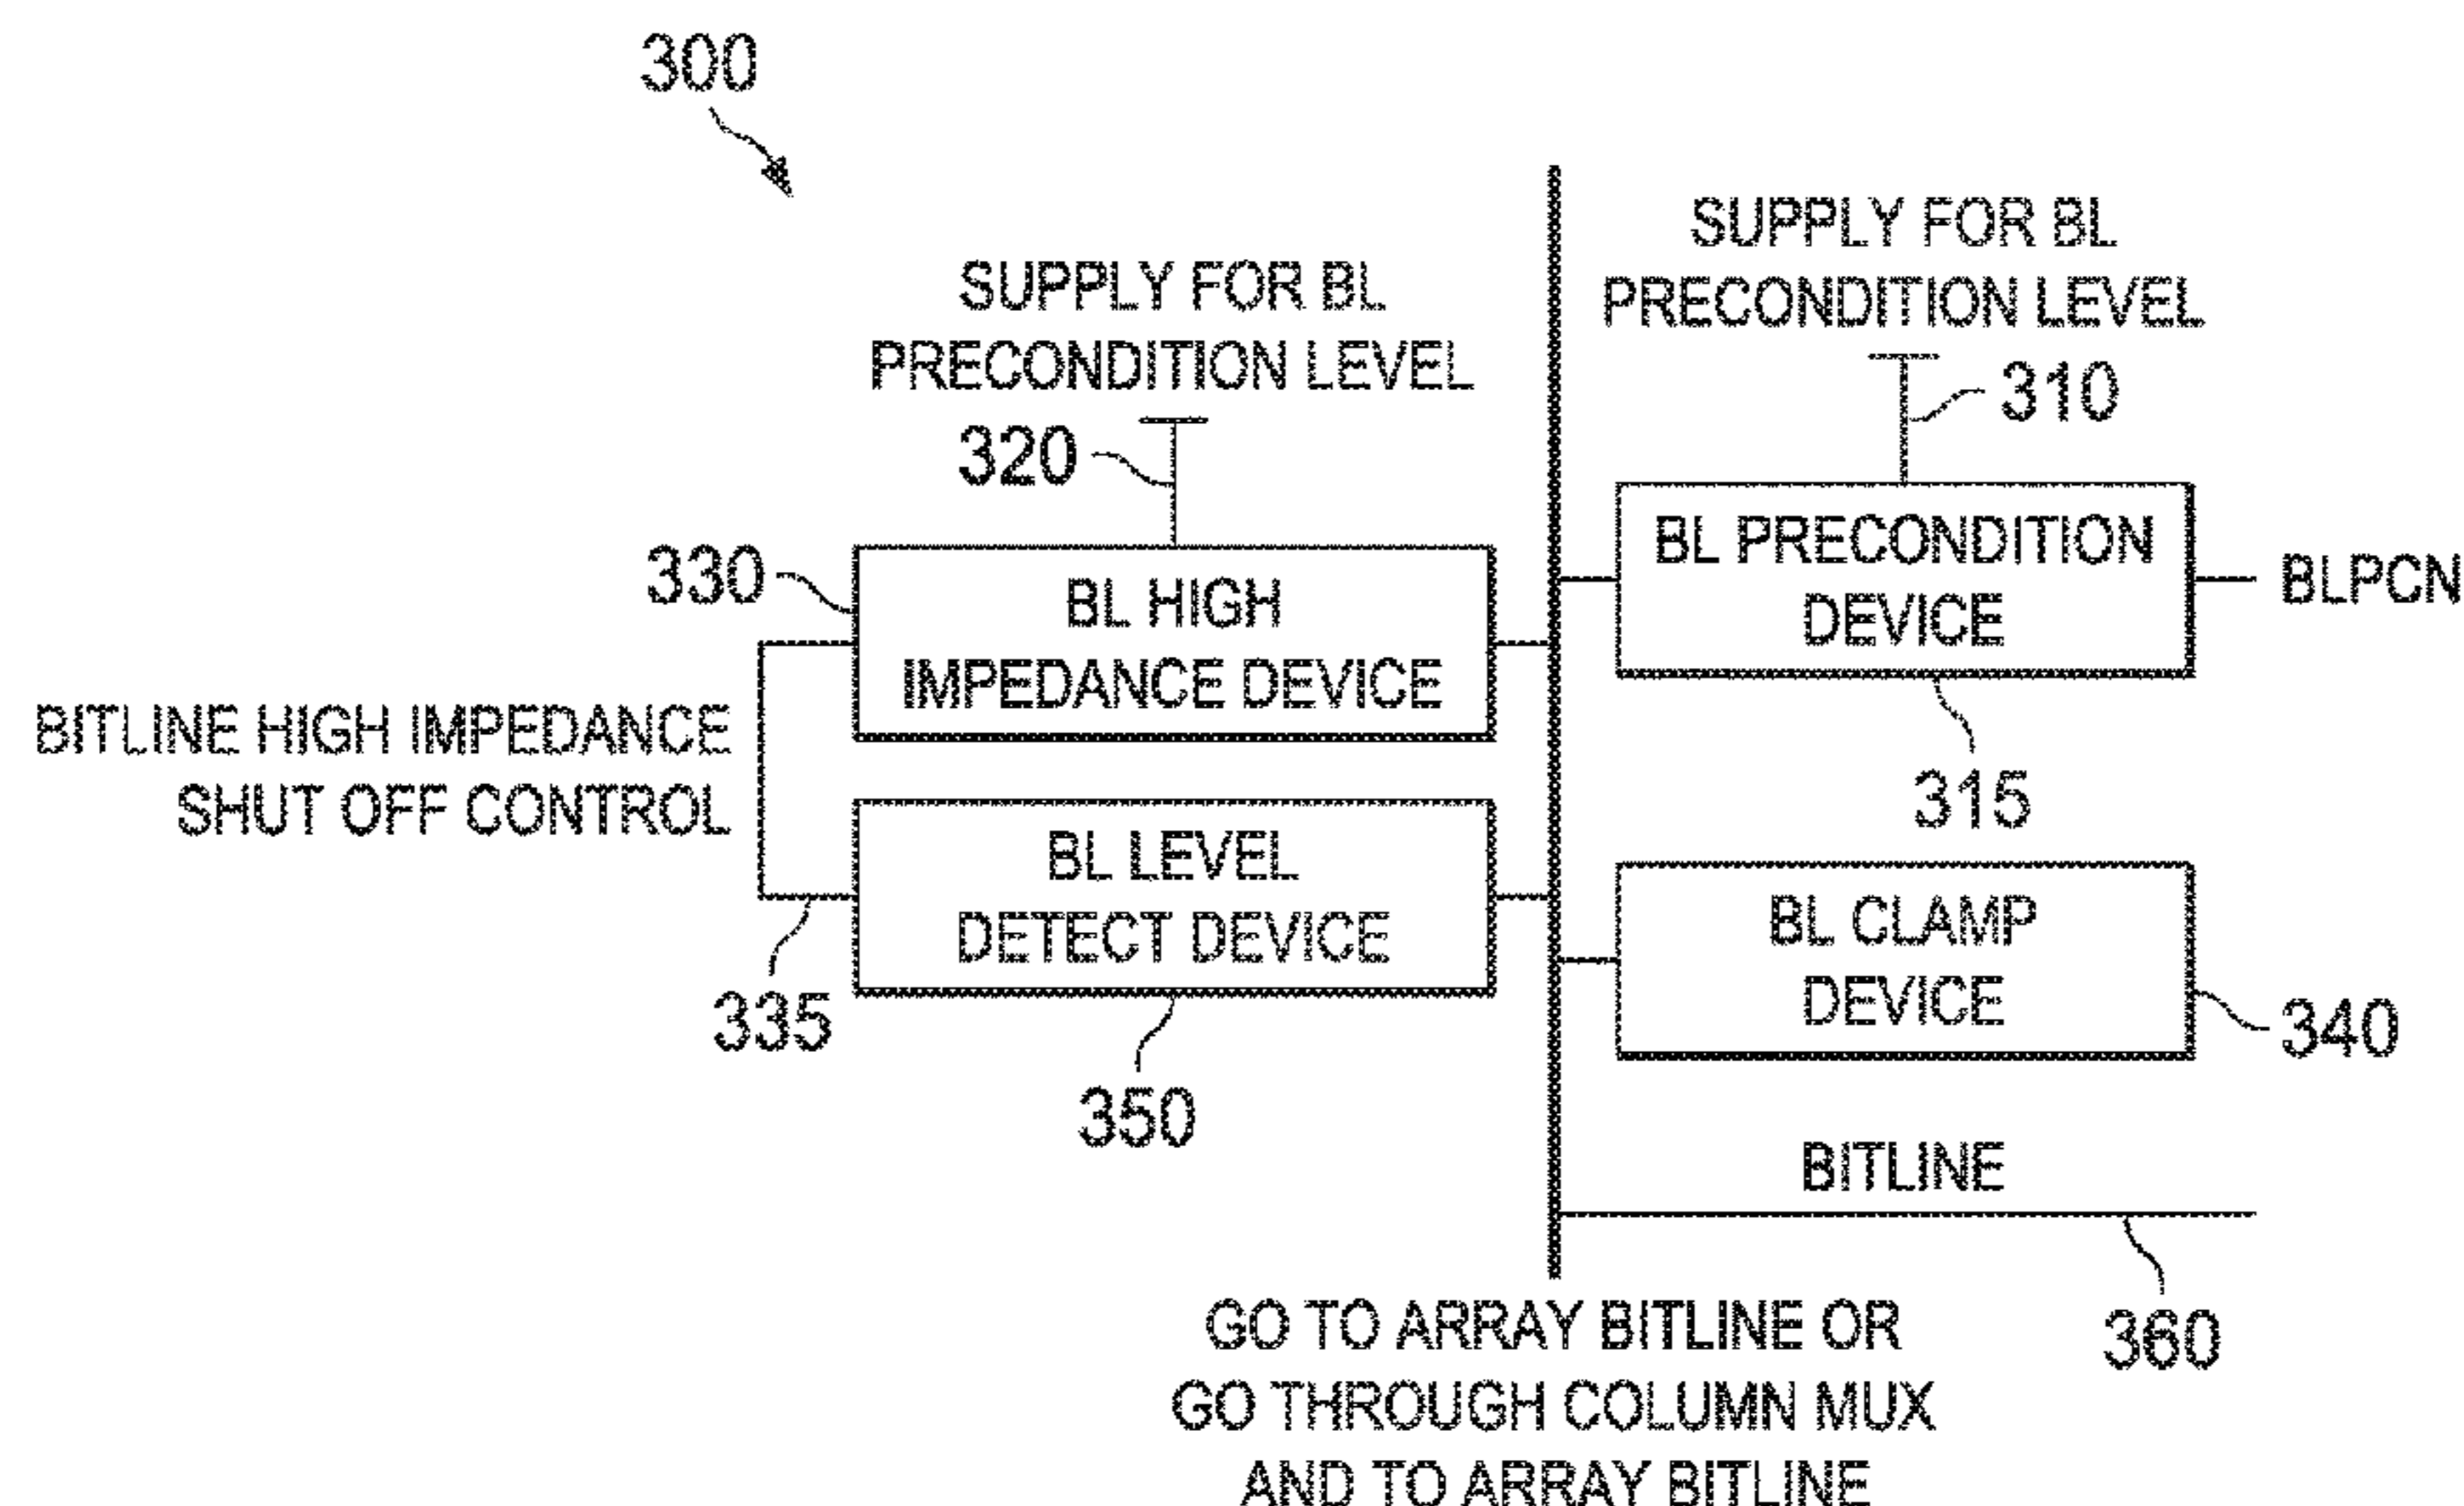 300
SUPPLY FOR BL
PRECONDITION LEVEL
310
SUPPLY FOR BL
PRECONDITION LEVEL
320
BL PRECONDITION
DEVICE
BLPCN
315
330
BL HIGH
IMPEDANCE DEVICE
BITLINE HIGH IMPEDANCE
SHUT OFF CONTROL
BL LEVEL
DETECT DEVICE
335
350
BL CLAMP
DEVICE
340
BITLINE
360
GO TO ARRAY BITLINE OR
GO THROUGH COLUMN MUX
AND TO ARRAY BITLINE